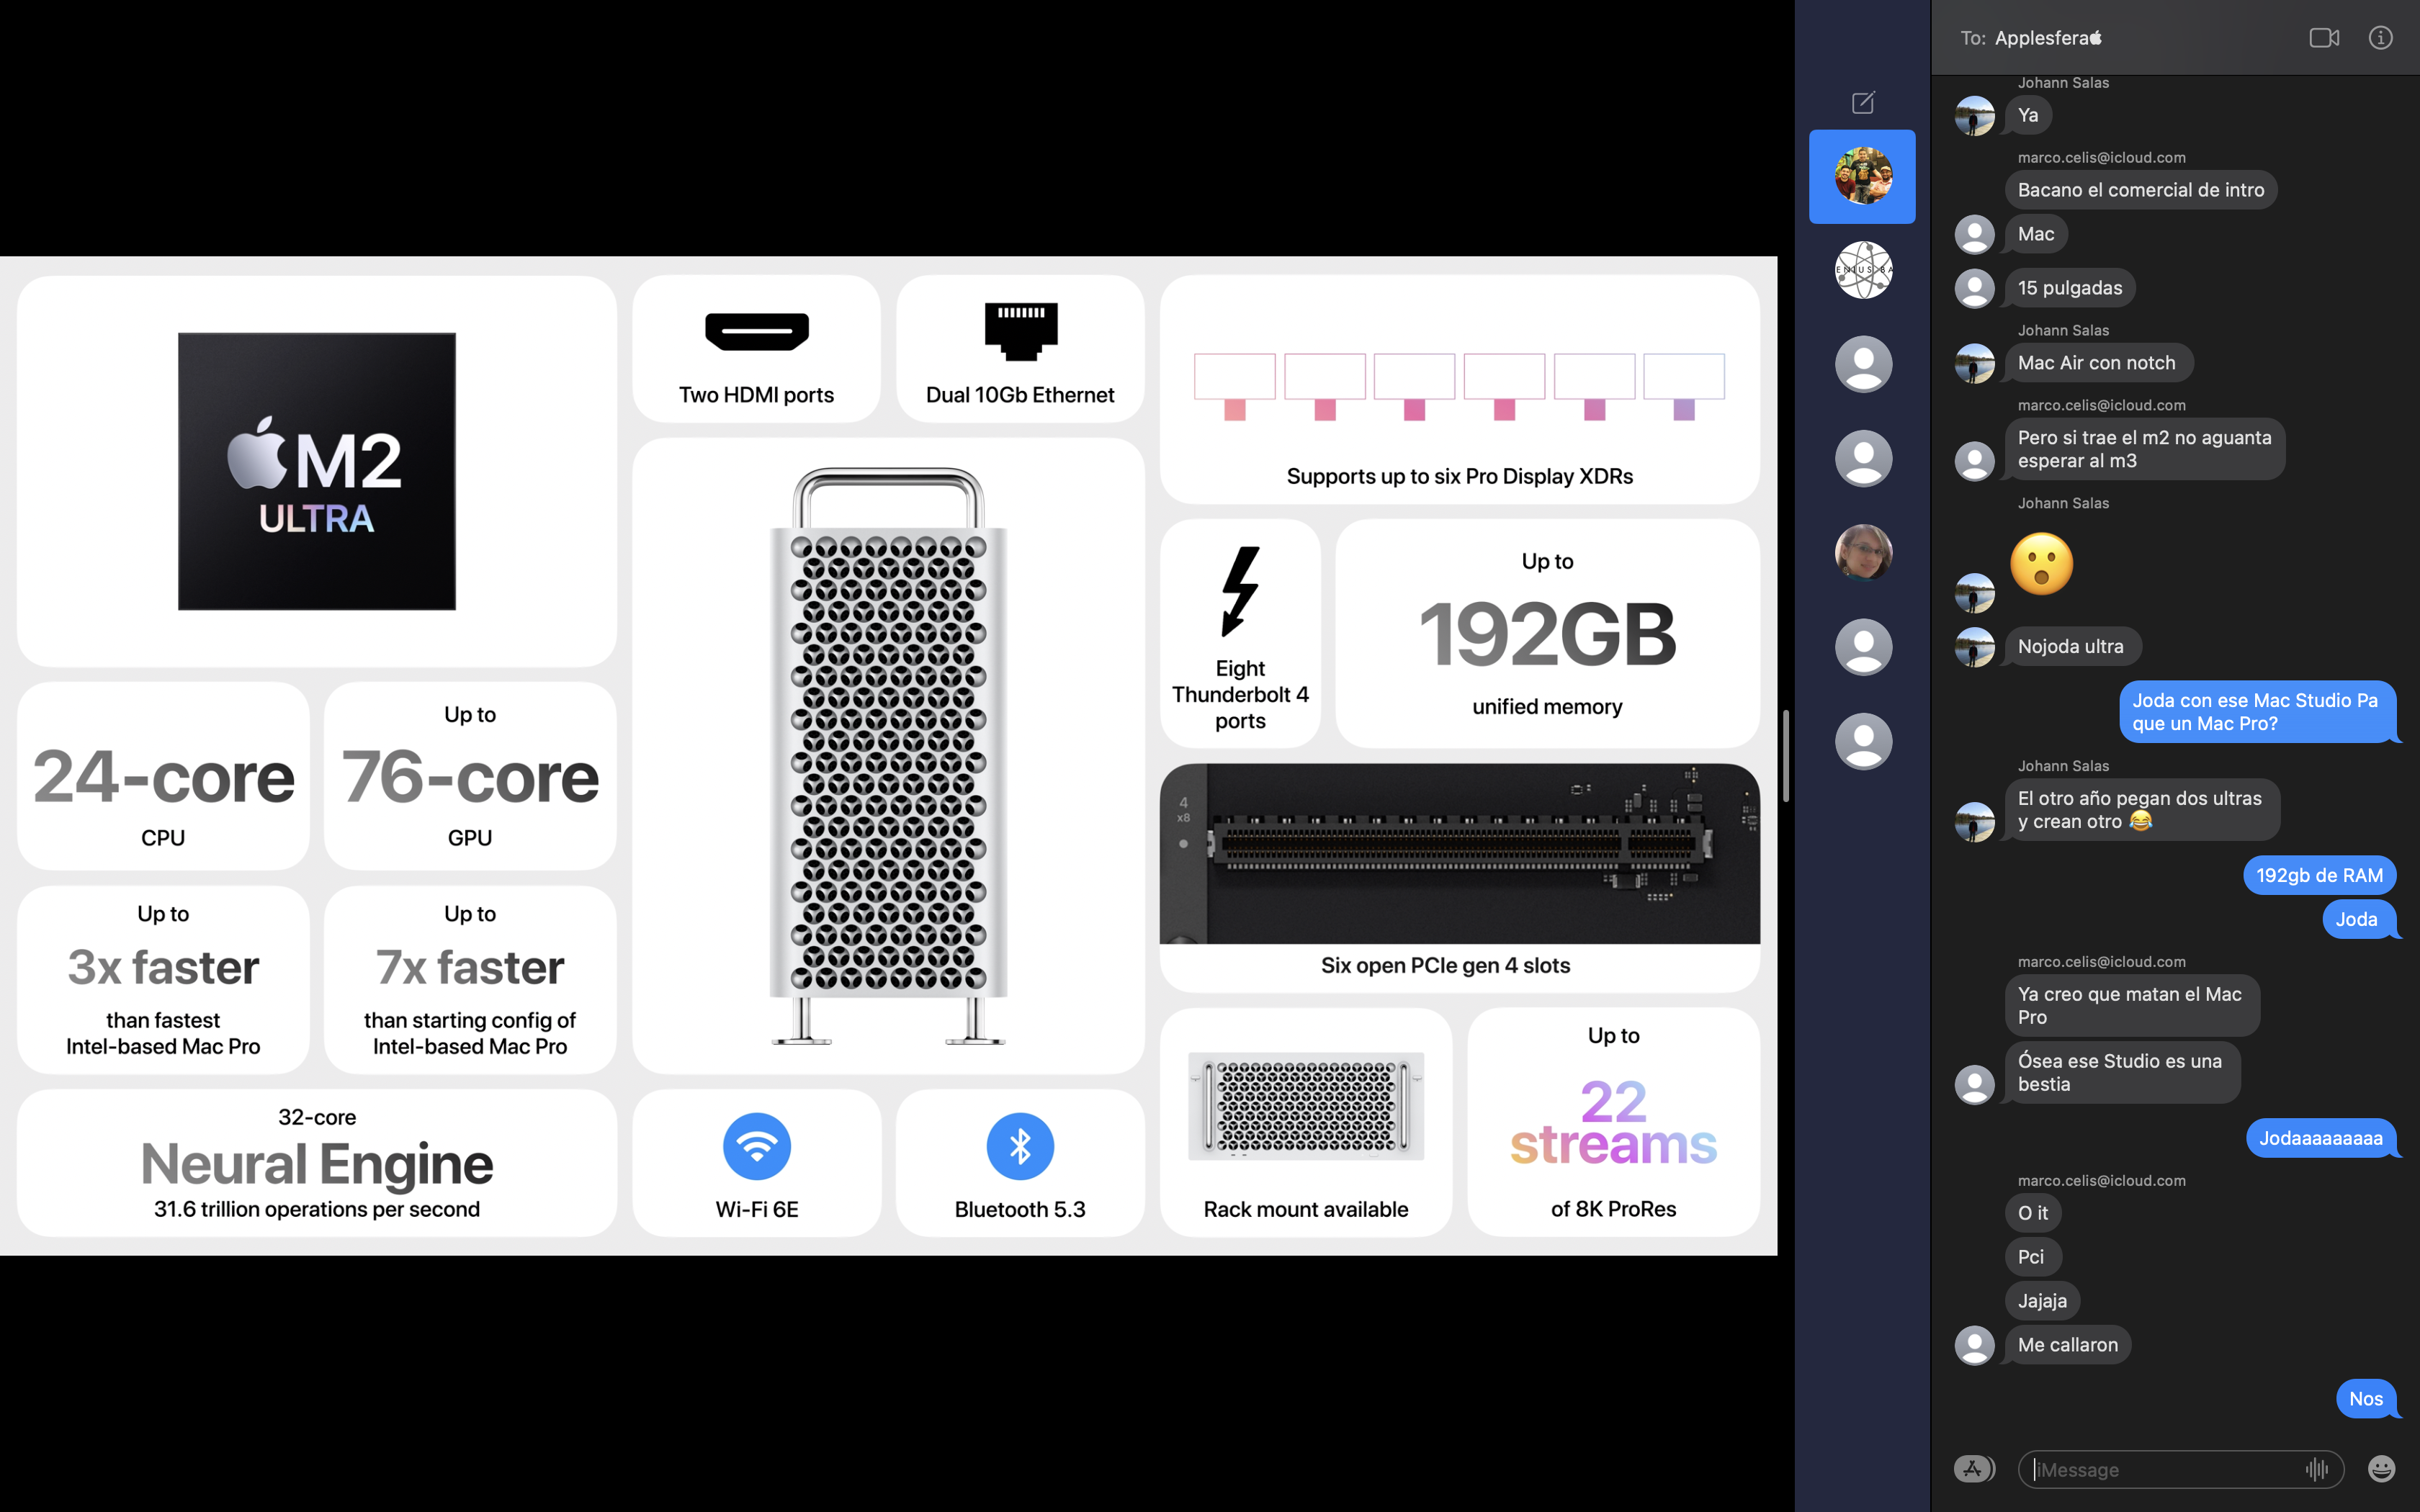 M2
ULTRA
Two HDMI ports
Dual 10Gb Ethernet
Supports up to six Pro Display XDRs
Eight
Thunderbolt 4
ports
Up to
192GB
unified memory
24-core
CPU
Up to
76-core
GPU
4
x8
Six open PCIe gen 4 slots
Up to
3x faster
than fastest
Intel-based Mac Pro
Up to
7x faster
than starting config of
Intel-based Mac Pro
32-core
Neural Engine
31.6 trillion operations per second
Wi-Fi 6E
Bluetooth 5.3
Rack mount available
Up to
22
streams
of 8K ProRes
ENIUS BA
To: Applesfera
Johann Salas
Ya
marco.celis@icloud.com
Bacano el comercial de intro
Mac
15 pulgadas
Johann Salas
Mac Air con notch
marco.celis@icloud.com
Pero si trae el m2 no aguanta
esperar al m3
Johann Salas
😮
Nojoda ultra
Joda con ese Mac Studio Pa
que un Mac Pro?
Johann Salas
El otro año pegan dos ultras
y crean otro 😂
192gb de RAM
Joda
marco.celis@icloud.com
Ya creo que matan el Mac
Pro
Ósea ese Studio es una
bestia
Jodaaaaaaaaa
marco.celis@icloud.com
O it
Pci
Jajaja
Me callaron
Nos
iMessage